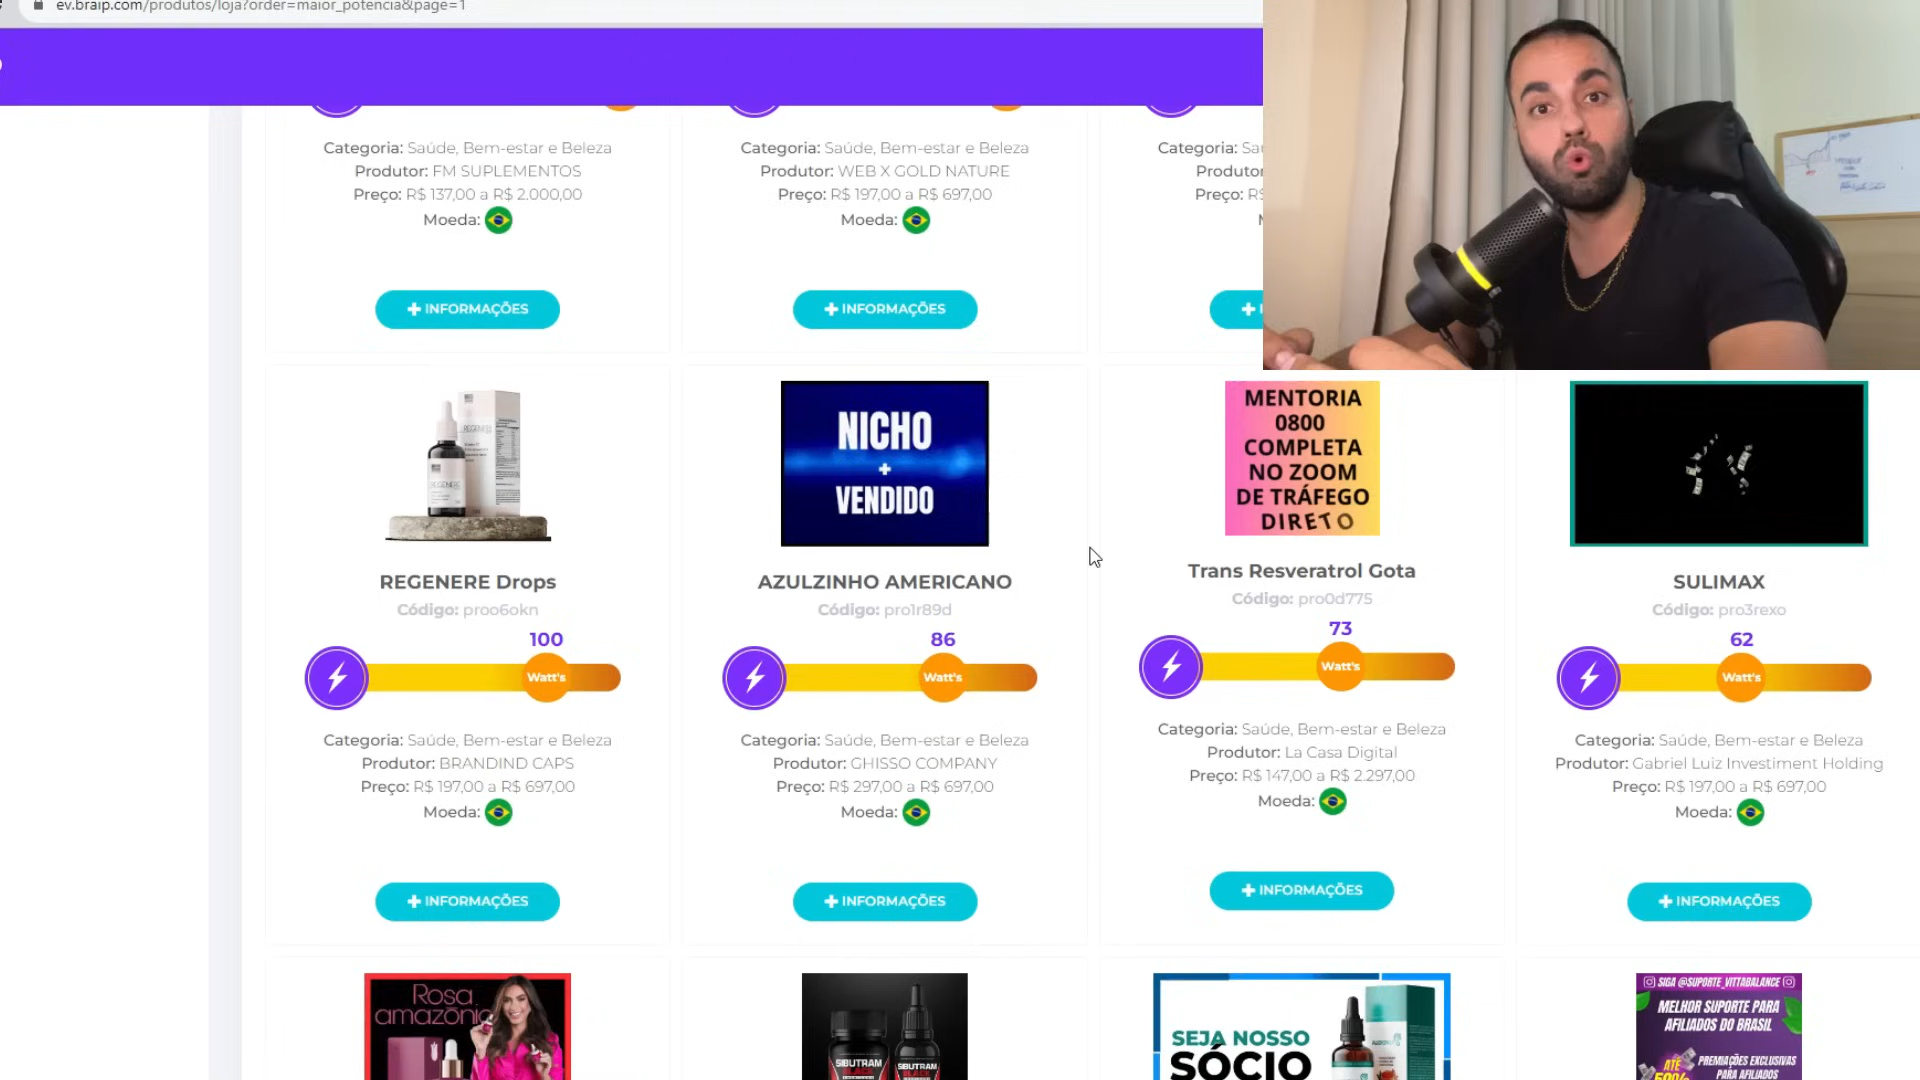 ev.braip.com/produtos/loja?order=maior_potencia&page=1
Categoria: Saúde, Bem-estar e Beleza
Produtor: FM SUPLEMENTOS
Preço: R$ 137,00 a R$ 2.000,00
Moeda:
+ INFORMAÇÕES
Categoria: Saúde, Bem-estar e Beleza
Produtor: WEB X GOLD NATURE
Preço: R$ 197,00 a R$ 697,00
Moeda:
+ INFORMAÇÕES
Categoria:
REGENERE Drops
Código: proo6okn
100
Watt's
Categoria: Saúde, Bem-estar e Beleza
Produtor: BRANDIND CAPS
Preço: R$ 197,00 a R$ 697,00
Moeda:
+ INFORMAÇÕES
NICHO
+
VENDIDO
AZULZINHO AMERICANO
Código: pro1r89d
86
Watt's
Categoria: Saúde, Bem-estar e Beleza
Produtor: GHISSO COMPANY
Preço: R$ 297,00 a R$ 697,00
Moeda:
+ INFORMAÇÕES
MENTORIA
0800
COMPLETA
NO ZOOM
DE TRÁFEGO
DIRETO
Trans Resveratrol Gota
Código: pro0d775
73
Watt's
Categoria: Saúde, Bem-estar e Beleza
Produtor: La Casa Digital
Preço: R$ 147,00 a R$ 2.297,00
Moeda:
+ INFORMAÇÕES
SULIMAX
Código: pro3rexo
62
Watt's
Categoria: Saúde, Bem-estar e Beleza
Produtor: Gabriel Luiz Investiment Holding
Preço: R$ 197,00 a R$ 697,00
Moeda:
+ INFORMAÇÕES
Rosa
amazônic
SIBUTRAM
BLACK
SIBUTRAM
BLACK
SEJA NOSSO
SÓCIO
SIGA @SUPORTE_VITTABALANCE
MELHOR SUPORTE PARA
AFILIADOS DO BRASIL
PREMIAÇÕES EXCLUSIVAS
PARA AFILIADOS
ATÉ